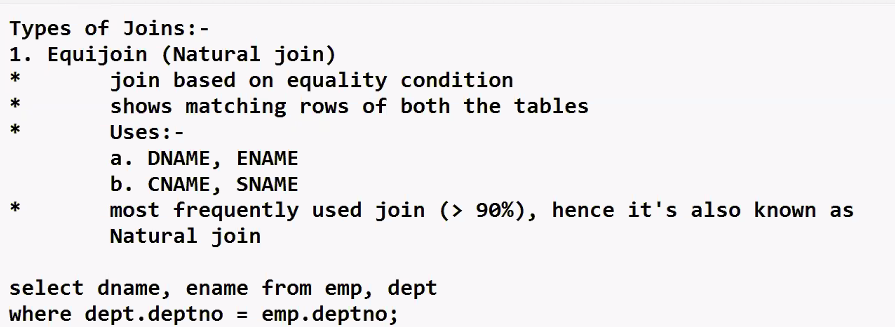 Types of Joins:-
1. Equijoin (Natural join)
*       join based on equality condition
*       shows matching rows of both the tables
*       Uses:-
        a. DNAME, ENAME
        b. CNAME, SNAME
*       most frequently used join (> 90%), hence it's also known as
        Natural join

select dname, ename from emp, dept
where dept.deptno = emp.deptno;